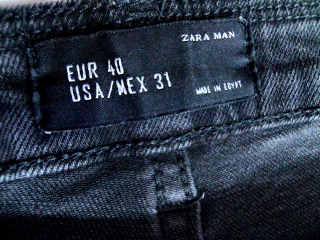 ZARA MAN
EUR 40
USA/MEX 31
MADE IN EGYPT